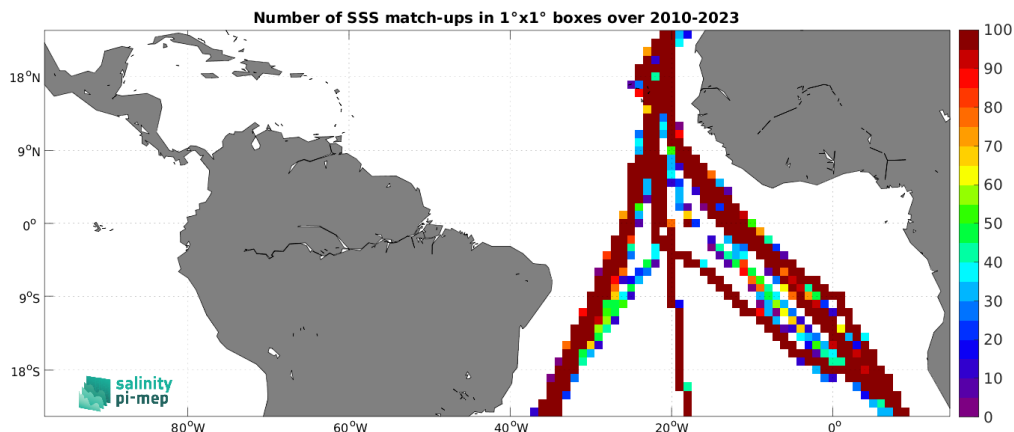 Number of SSS match-ups in 1°x1° boxes over 2010-2023
18°N
9°N
0°
9°S
18°S
80°W
60°W
40°W
20°W
0°
100
90
80
70
60
50
40
30
20
10
0
salinity
pi-mep